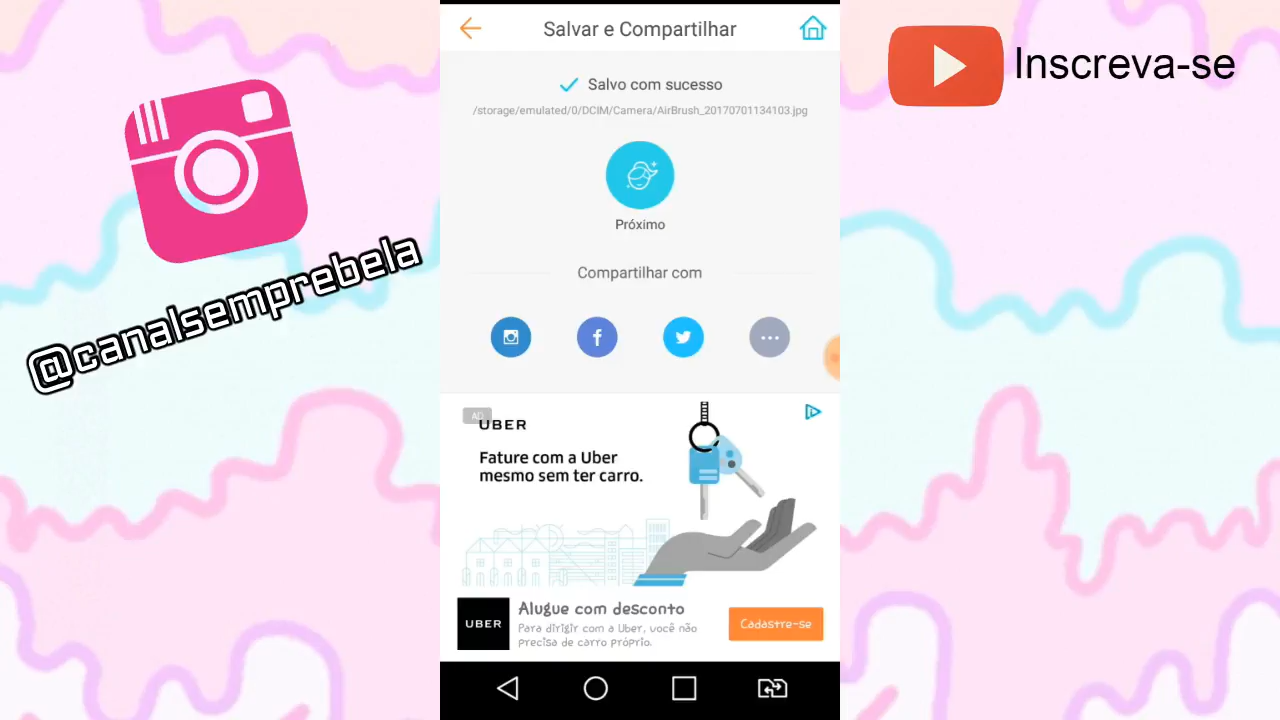 Salvar e Compartilhar
Inscreva-se
Salvo com sucesso
/storage/emulated/0/DCIM/Camera/AirBrush_20170701134103.jpg
Próximo
@canalsemprebela
Compartilhar com
AD
UBER
Fature com a Uber
mesmo sem ter carro.
UBER
Alugue com desconto
Para dirigir com a Uber, você não
precisa de carro próprio.
Cadastre-se